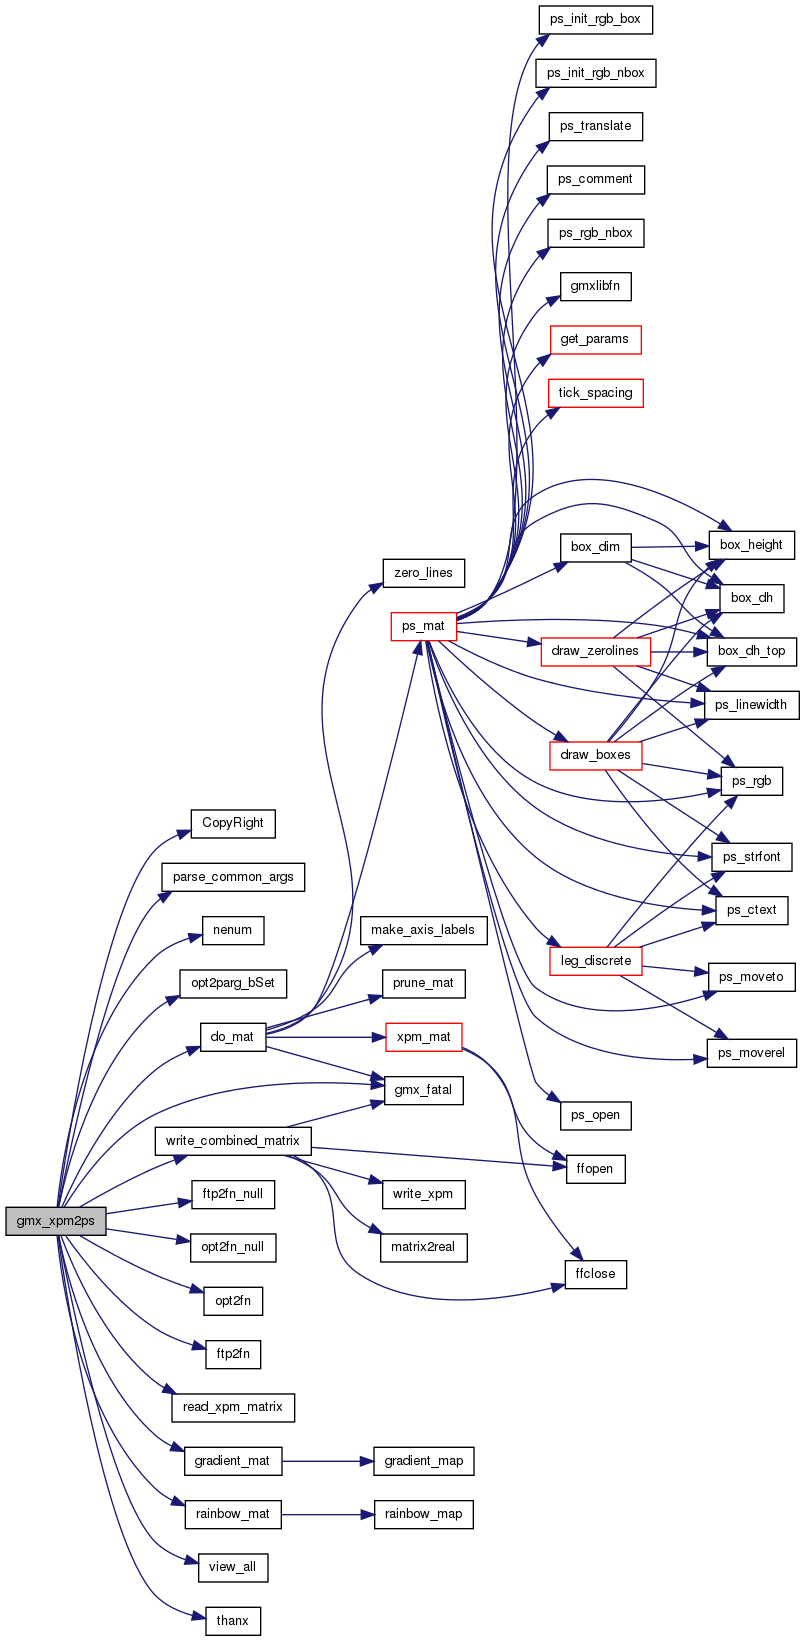 ps_init_rgb_box
ps_init_rgb_nbox
ps_translate
ps_comment
ps_rgb_nbox
gmxlibfn
get_params
tick_spacing
box_height
box_dim
zero_lines
box_dh
ps_mat
draw_zerolines
box_dh_top
ps_linewidth
draw_boxes
ps_rgb
CopyRight
ps_strfont
parse_common_args
ps_ctext
nenum
make_axis_labels
leg_discrete
ps_moveto
opt2parg_bSet
prune_mat
do_mat
xpm_mat
ps_moverel
gmx_fatal
ps_open
write_combined_matrix
ffopen
ftp2fn_null
write_xpm
gmx_xpm2ps
opt2fn_null
matrix2real
ffclose
opt2fn
ftp2fn
read_xpm_matrix
gradient_mat
gradient_map
rainbow_mat
rainbow_map
view_all
thanx